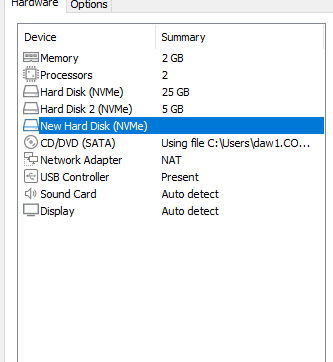 Hardware Options
Device Summary
Memory 2 GB
Processors 2
Hard Disk (NVMe) 25 GB
Hard Disk 2 (NVMe) 5 GB
New Hard Disk (NVMe)
CD/DVD (SATA) Using file C:\Users\daw1.CO...
Network Adapter NAT
USB Controller Present
Sound Card Auto detect
Display Auto detect